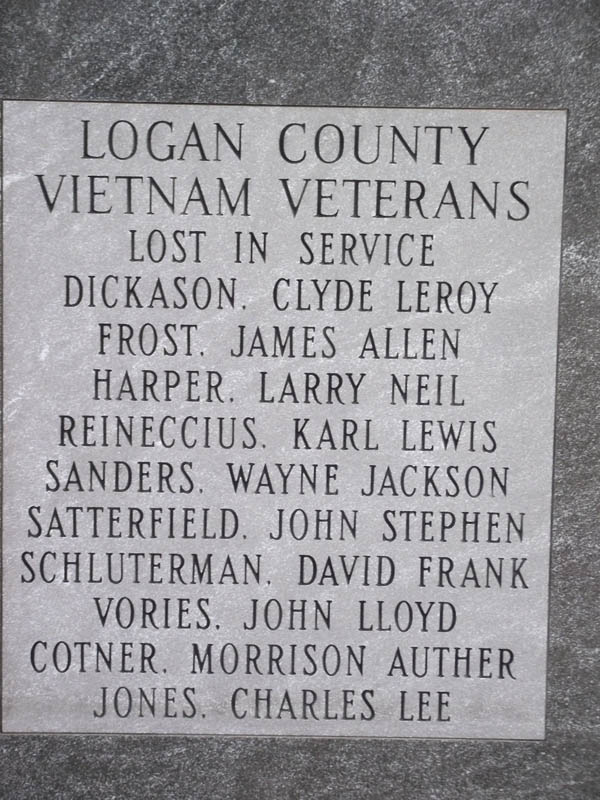 LOGAN COUNTY
VIETNAM VETERANS
LOST IN SERVICE
DICKASON. CLYDE LEROY
FROST. JAMES ALLEN
HARPER. LARRY NEIL
REINECCIUS. KARL LEWIS
SANDERS. WAYNE JACKSON
SATTERFIELD. JOHN STEPHEN
SCHLUTERMAN. DAVID FRANK
VORIES. JOHN LLOYD
COTNER. MORRISON AUTHER
JONES. CHARLES LEE